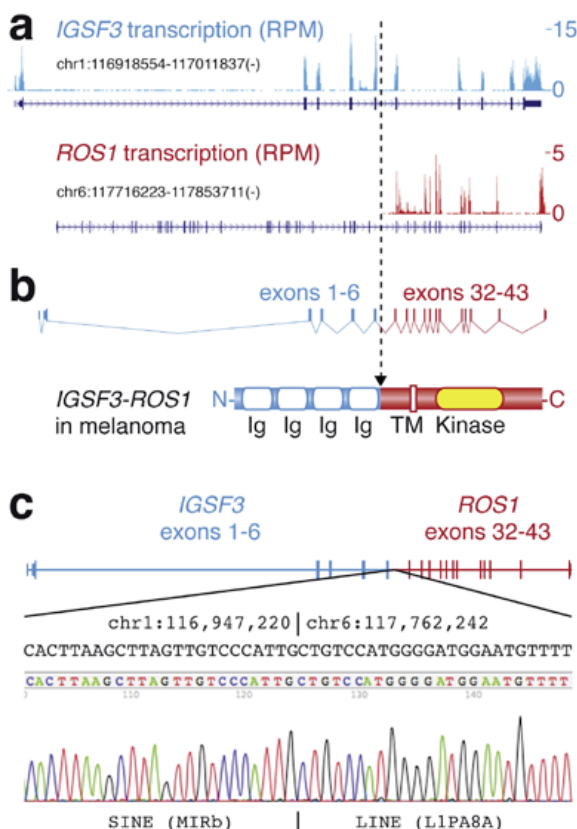 a
IGSF3 transcription (RPM)
-15
chr1:116918554-117011837(-)
-0
ROS1 transcription (RPM)
-5
chr6:117716223-117853711(-)
-0
b
exons 1-6 exons 32-43
IGSF3-ROS1
in melanoma
N- -C
Ig Ig Ig Ig TM Kinase
c
IGSF3 ROS1
exons 1-6 exons 32-43
chr1:116,947,220 | chr6:117,762,242
CACTTAAGCTTAGTTGTCCCATTGCTGTCCATGGGGATGGAATGTTTT
CACTTAAGCTTAGTTGTCCCATTGCTGTCCATGGGGATGGAATGTTTT
110 120 130 140
SINE (MIRb) | LINE (L1PA8A)